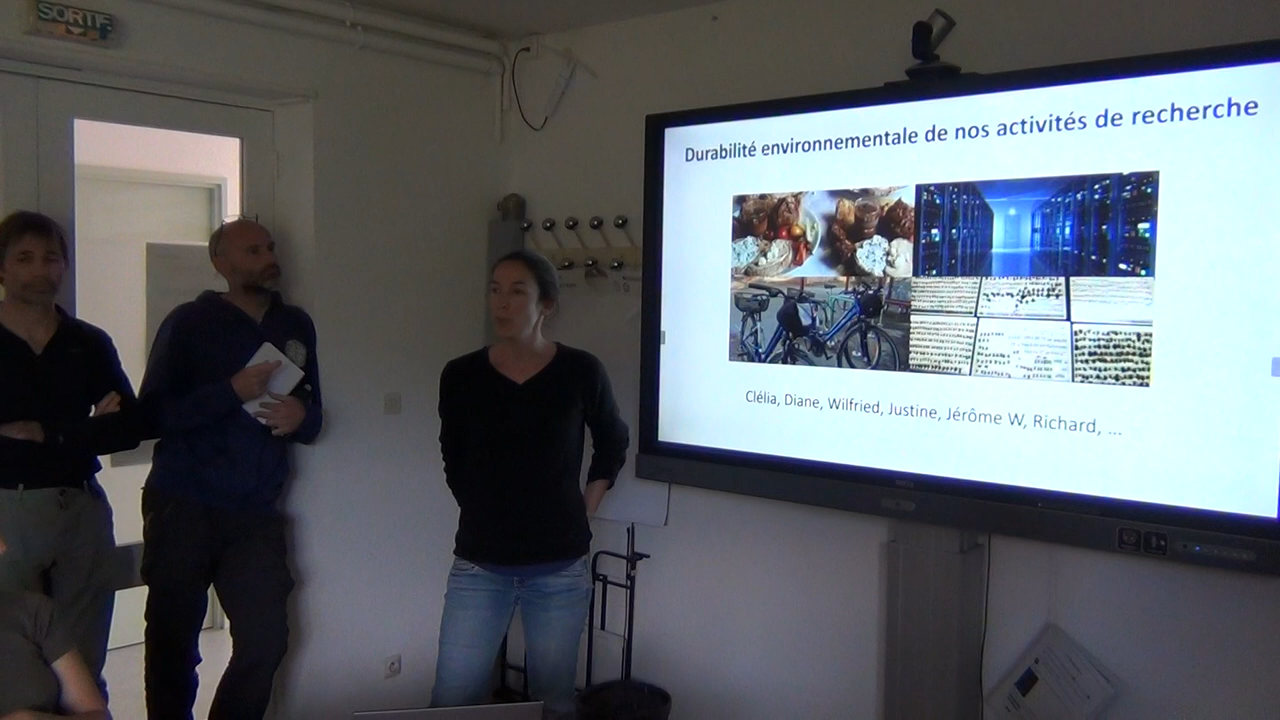 SORTIE
Durabilité environnementale de nos activités de recherche
Clélia, Diane, Wilfried, Justine, Jérôme W, Richard, ...